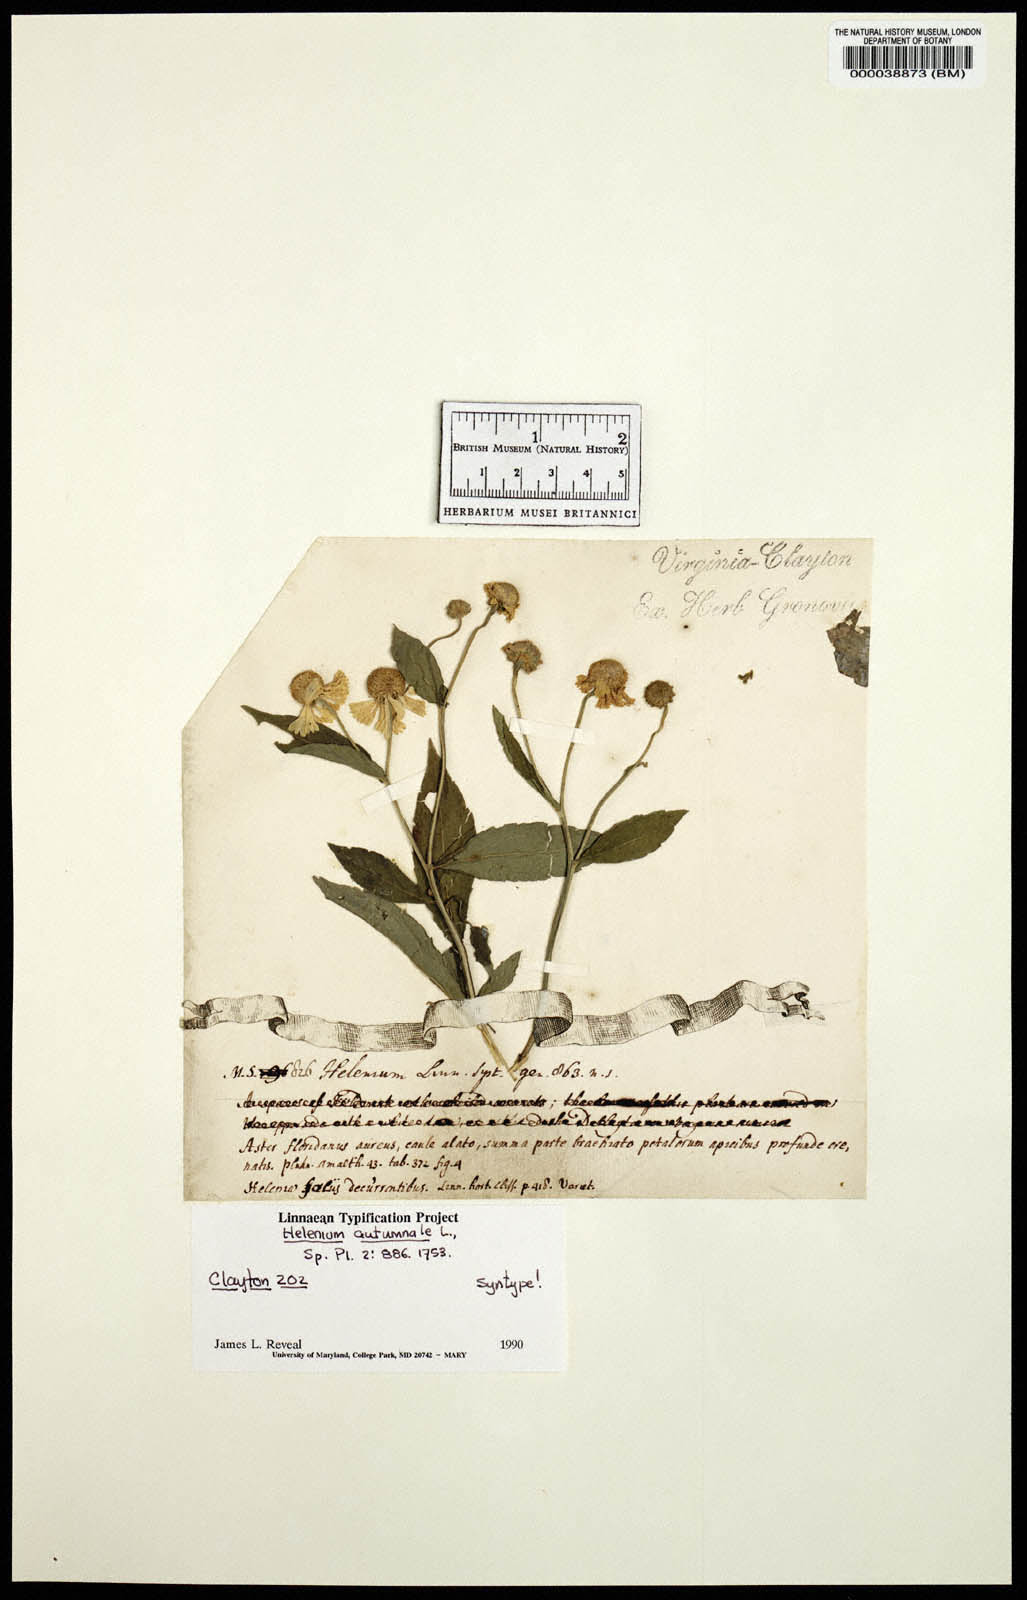 THE NATURAL HISTORY MUSEUM, LONDON
DEPARTMENT OF BOTANY
000038873 (BM)
1 2
BRITISH MUSEUM (NATURAL HISTORY)
1 2 3 4 5
HERBARIUM MUSEI BRITANNICI
Virginia-Clayton
Ex. Herb Gronovii
M.S. 826 Helenium Linn. Syst. gen. 863. n. 1.
Aster floridanus aureus, caule alato, summa parte brachiato petalorum apicibus profunde cre,
natis. pluk. amalth. 43. tab. 372 fig. 4
Helenia foliis decurrentibus. Linn. hort. Cliff. p. 418. Variet.
Linnaean Typification Project
Helenium autumnale L.,
Sp. Pl. 2: 886. 1753.
Clayton 202 syntype!
James L. Reveal 1990
University of Maryland, College Park, MD 20742 – MARY